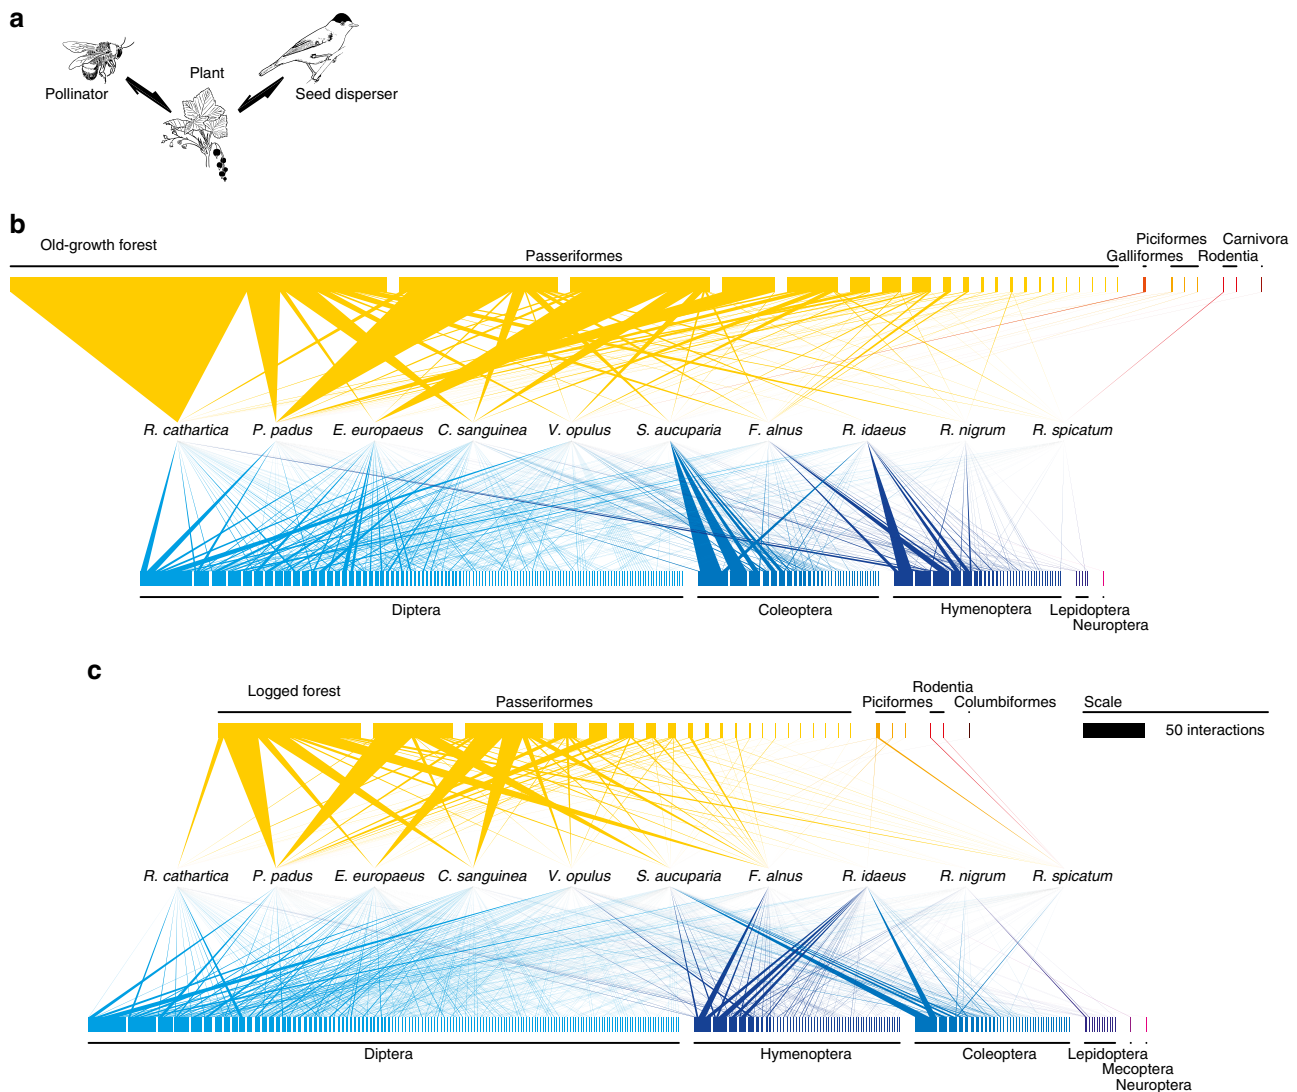 a
Pollinator
Plant
Seed disperser
b
Old-growth forest
Passeriformes
Galliformes
Piciformes
Rodentia
Carnivora
R. cathartica P. padus E. europaeus C. sanguinea V. opulus S. aucuparia F. alnus R. idaeus R. nigrum R. spicatum
Diptera
Coleoptera
Hymenoptera
Lepidoptera
Neuroptera
c
Logged forest
Passeriformes
Piciformes
Rodentia
Columbiformes
Scale
50 interactions
R. cathartica P. padus E. europaeus C. sanguinea V. opulus S. aucuparia F. alnus R. idaeus R. nigrum R. spicatum
Diptera
Hymenoptera
Coleoptera
Lepidoptera
Mecoptera
Neuroptera